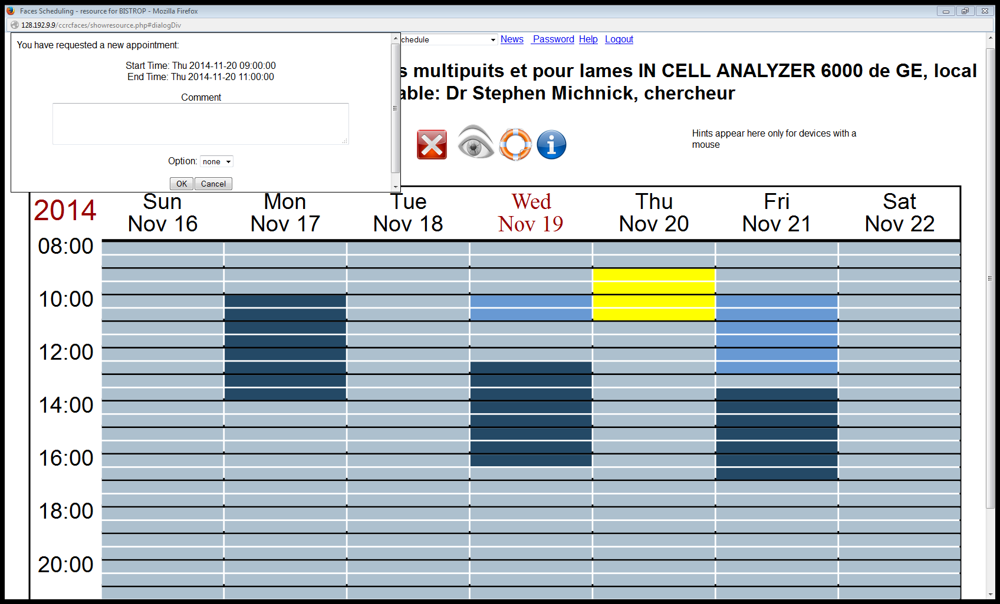 Faces Scheduling - resource for BISTROP - Mozilla Firefox
128.192.9.9/ccrcfaces/showresource.php#dialogDiv
You have requested a new appointment:
Start Time: Thu 2014-11-20 09:00:00
End Time: Thu 2014-11-20 11:00:00
Comment
Option: none
OK Cancel
chedule News Password Help Logout
s multipuits et pour lames IN CELL ANALYZER 6000 de GE, local
able: Dr Stephen Michnick, chercheur
Hints appear here only for devices with a
mouse
2014
Sun Mon Tue Wed Thu Fri Sat
Nov 16 Nov 17 Nov 18 Nov 19 Nov 20 Nov 21 Nov 22
08:00
10:00
12:00
14:00
16:00
18:00
20:00